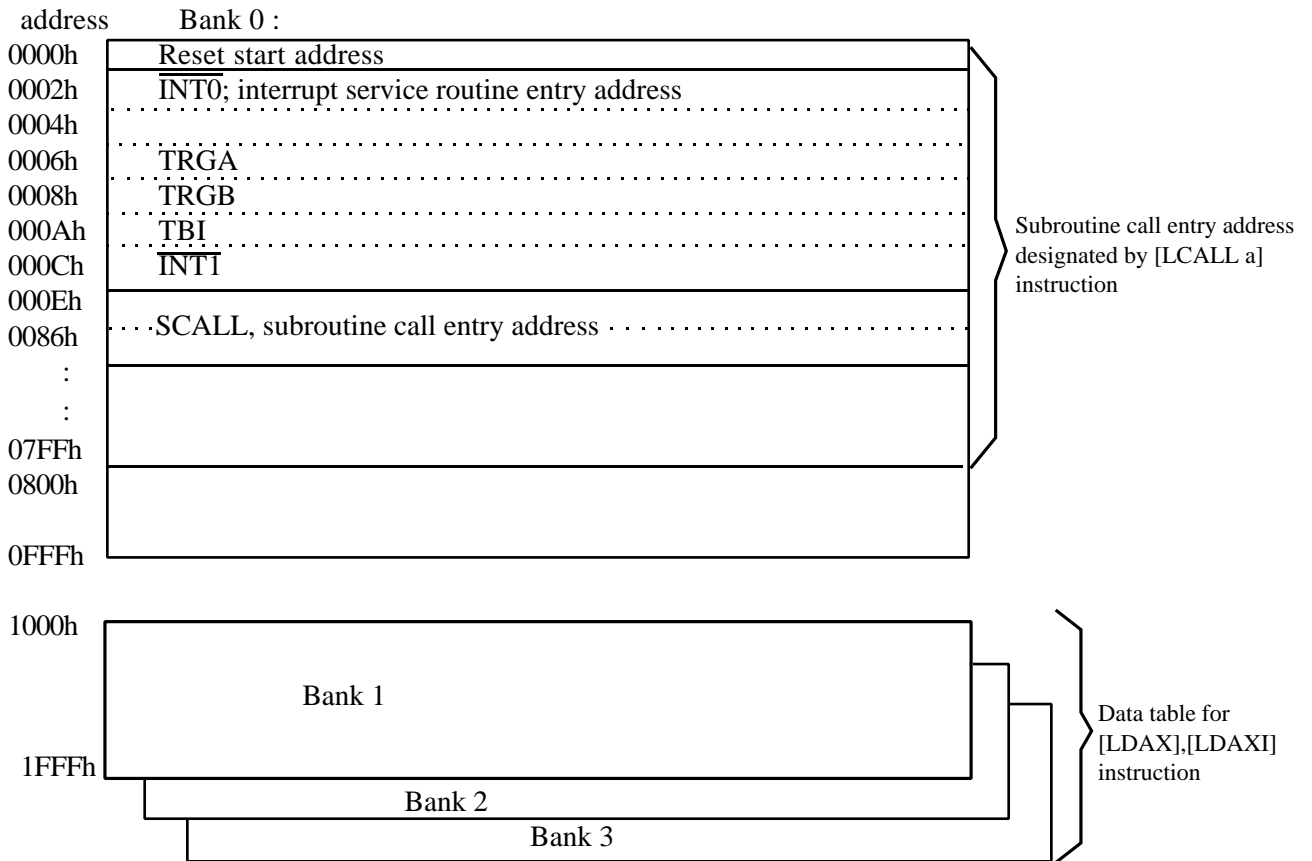 address Bank 0 :
0000h Reset start address
0002h INT0; interrupt service routine entry address
0004h
0006h TRGA
0008h TRGB
000Ah TBI
000Ch INT1
000Eh
0086h SCALL, subroutine call entry address
:
:
07FFh
0800h
0FFFh
Subroutine call entry address
designated by [LCALL a]
instruction
1000h
Bank 1
1FFFh
Bank 2
Bank 3
Data table for
[LDAX],[LDAXI]
instruction